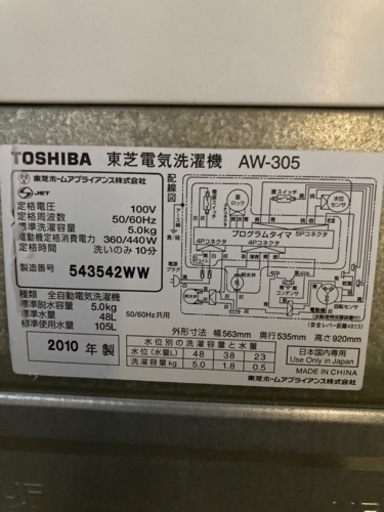 TOSHIBA 東芝電気洗濯機 AW-305
東芝ホームアプライアンス株式会社
JET
定格電圧 100V
定格周波数 50/60Hz
標準洗濯容量 5.0kg
電動機定格消費電力 360/440W
定格時間 洗いのみ 10分
製造番号 543542WW
種類 全自動電気洗濯機
標準脱水容量 5.0kg
標準水量 48L
標準使用水量 105L
2010 年製
配線図
プログラムタイマ
5Pコネクタ
4Pコネクタ
4Pコネクタ
電源プラグ
50/60Hz共用
外形寸法 幅563mm 奥行535mm 高さ920mm
水位別の洗濯容量と水量
水位(水量L) 48 38 23
洗濯容量(kg) 5.0 1.8 0.5
日本国内専用
Use Only in Japan
MADE IN CHINA
東芝ホームアプライアンス株式会社